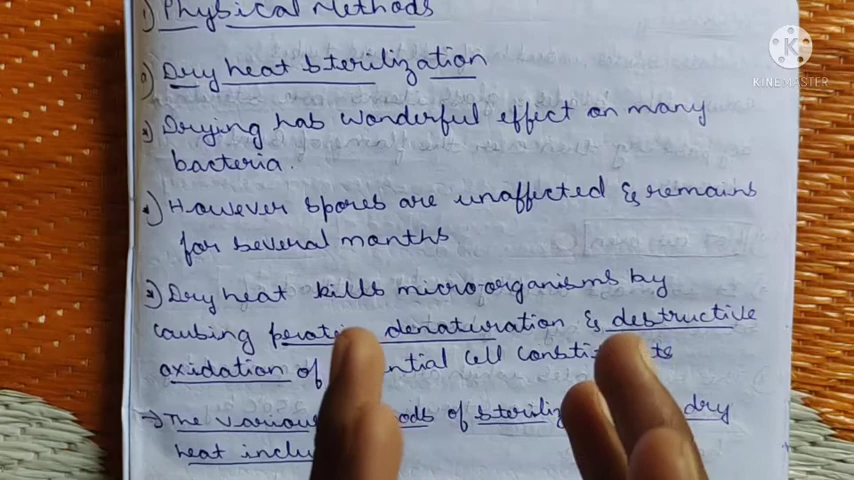 1) Physical Methods
Dry heat sterilization
Drying has wonderful effect on many
bacteria.
However spores are unaffected & remains
for several months
Dry heat kills micro-organisms by
causing denaturation & destructive
oxidation of cell
→ The various of dry
heat
K
KINEMASTER